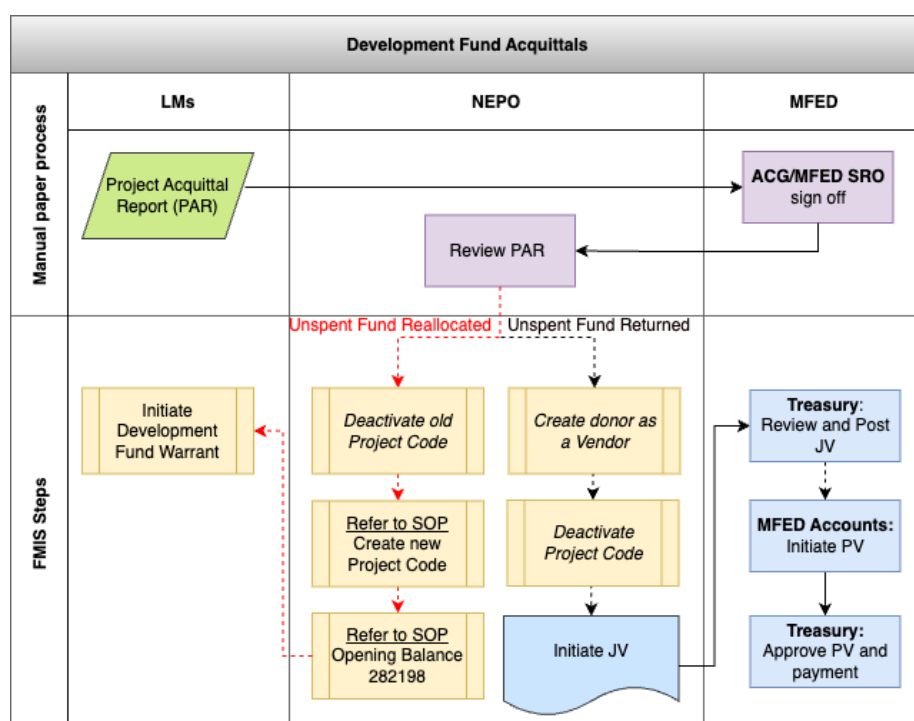 Development Fund Acquittals
LMs
NEPO
MFED
Manual paper process
Project Acquittal
Report (PAR)
ACG/MFED SRO
sign off
Review PAR
FMIS Steps
Unspent Fund Reallocated
Unspent Fund Returned
Initiate
Development
Fund Warrant
Deactivate old
Project Code
Create donor as
a Vendor
Treasury:
Review and Post
JV
Refer to SOP
Create new
Project Code
Deactivate
Project Code
MFED Accounts:
Initiate PV
Refer to SOP
Opening Balance
282198
Initiate JV
Treasury:
Approve PV and
payment